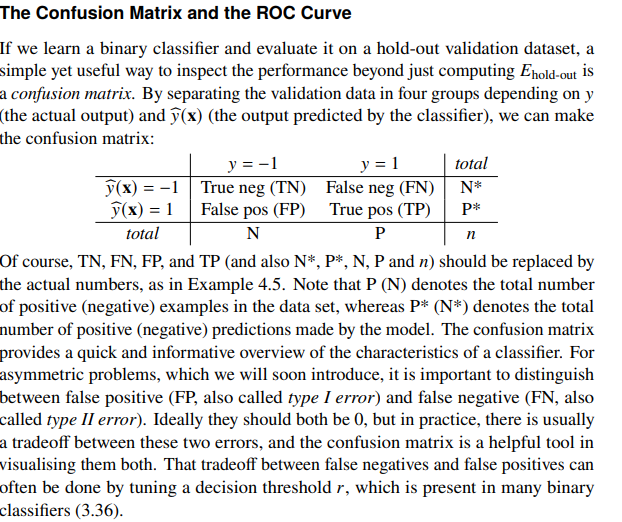 The Confusion Matrix and the ROC Curve
If we learn a binary classifier and evaluate it on a hold-out validation dataset, a
simple yet useful way to inspect the performance beyond just computing E_hold-out is
a confusion matrix. By separating the validation data in four groups depending on y
(the actual output) and ŷ(x) (the output predicted by the classifier), we can make
the confusion matrix:
y = −1 y = 1 total
ŷ(x) = −1 True neg (TN) False neg (FN) N*
ŷ(x) = 1 False pos (FP) True pos (TP) P*
total N P n
Of course, TN, FN, FP, and TP (and also N*, P*, N, P and n) should be replaced by
the actual numbers, as in Example 4.5. Note that P (N) denotes the total number
of positive (negative) examples in the data set, whereas P* (N*) denotes the total
number of positive (negative) predictions made by the model. The confusion matrix
provides a quick and informative overview of the characteristics of a classifier. For
asymmetric problems, which we will soon introduce, it is important to distinguish
between false positive (FP, also called type I error) and false negative (FN, also
called type II error). Ideally they should both be 0, but in practice, there is usually
a tradeoff between these two errors, and the confusion matrix is a helpful tool in
visualising them both. That tradeoff between false negatives and false positives can
often be done by tuning a decision threshold r, which is present in many binary
classifiers (3.36).